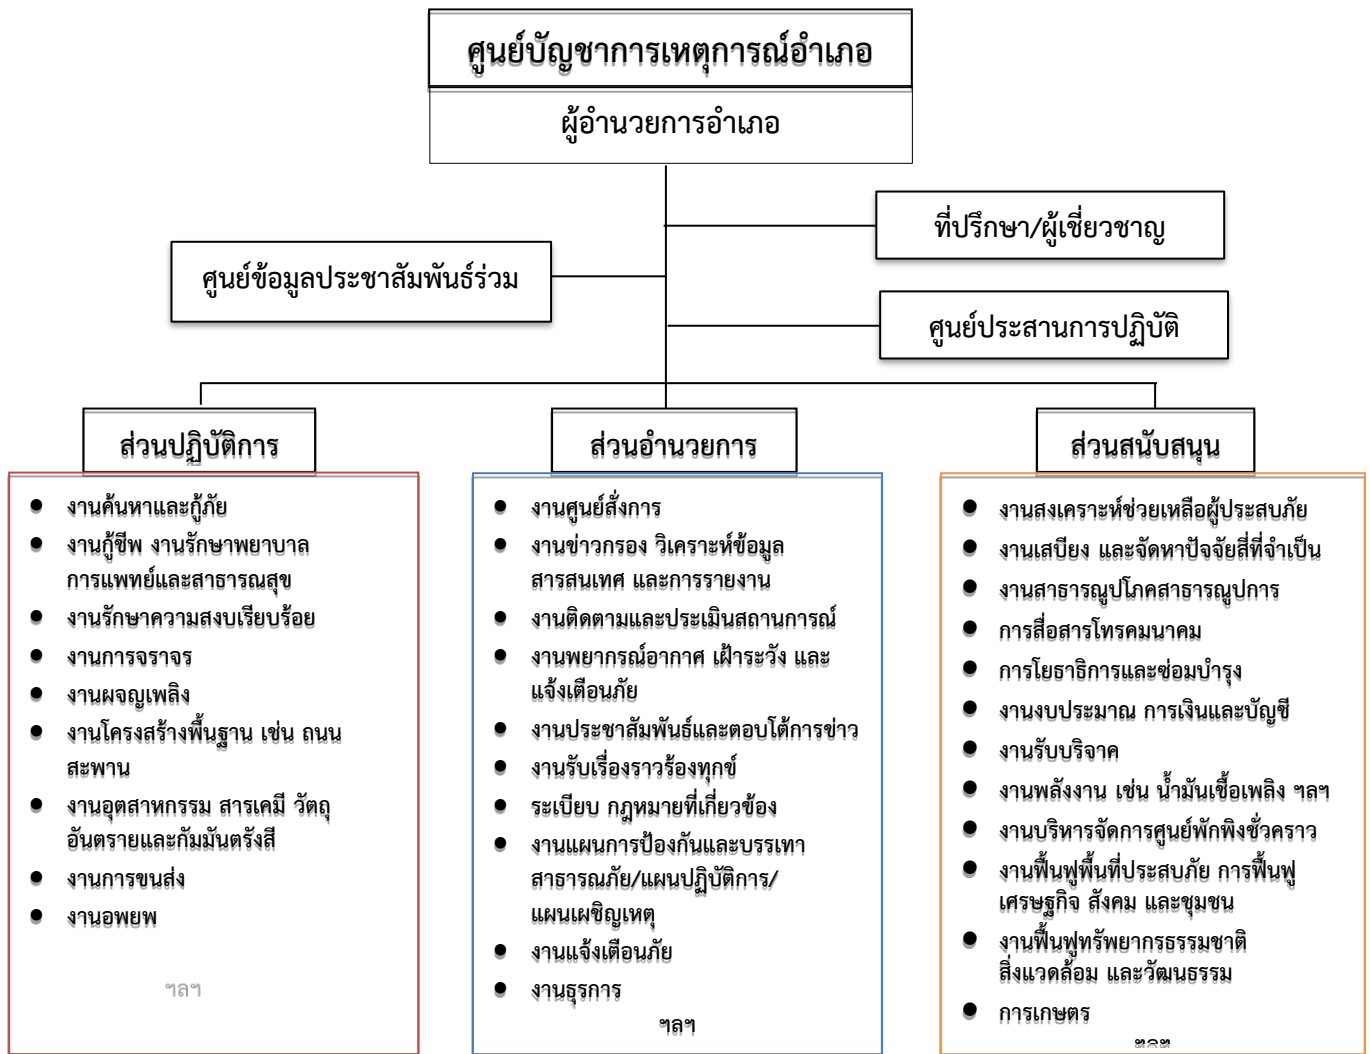 ศูนย์บัญชาการเหตุการณ์อำเภอ
ผู้อำนวยการอำเภอ
ที่ปรึกษา/ผู้เชี่ยวชาญ
ศูนย์ข้อมูลประชาสัมพันธ์ร่วม
ศูนย์ประสานการปฏิบัติ
ส่วนปฏิบัติการ
● งานค้นหาและกู้ภัย
● งานกู้ชีพ งานรักษาพยาบาล
การแพทย์และสาธารณสุข
● งานรักษาความสงบเรียบร้อย
● งานการจราจร
● งานผจญเพลิง
● งานโครงสร้างพื้นฐาน เช่น ถนน
สะพาน
● งานอุตสาหกรรม สารเคมี วัตถุ
อันตรายและกัมมันตรังสี
● งานการขนส่ง
● งานอพยพ
ฯลฯ
ส่วนอำนวยการ
● งานศูนย์สั่งการ
● งานข่าวกรอง วิเคราะห์ข้อมูล
สารสนเทศ และการรายงาน
● งานติดตามและประเมินสถานการณ์
● งานพยากรณ์อากาศ เฝ้าระวัง และ
แจ้งเตือนภัย
● งานประชาสัมพันธ์และตอบโต้การข่าว
● งานรับเรื่องราวร้องทุกข์
● ระเบียบ กฎหมายที่เกี่ยวข้อง
● งานแผนการป้องกันและบรรเทา
สาธารณภัย/แผนปฏิบัติการ/
แผนเผชิญเหตุ
● งานแจ้งเตือนภัย
● งานธุรการ
ฯลฯ
ส่วนสนับสนุน
● งานสงเคราะห์ช่วยเหลือผู้ประสบภัย
● งานเสบียง และจัดหาปัจจัยสี่ที่จำเป็น
● งานสาธารณูปโภคสาธารณูปการ
● การสื่อสารโทรคมนาคม
● การโยธาธิการและซ่อมบำรุง
● งานงบประมาณ การเงินและบัญชี
● งานรับบริจาค
● งานพลังงาน เช่น น้ำมันเชื้อเพลิง ฯลฯ
● งานบริหารจัดการศูนย์พักพิงชั่วคราว
● งานฟื้นฟูพื้นที่ประสบภัย การฟื้นฟู
เศรษฐกิจ สังคม และชุมชน
● งานฟื้นฟูทรัพยากรธรรมชาติ
สิ่งแวดล้อม และวัฒนธรรม
● การเกษตร
ฯลฯ